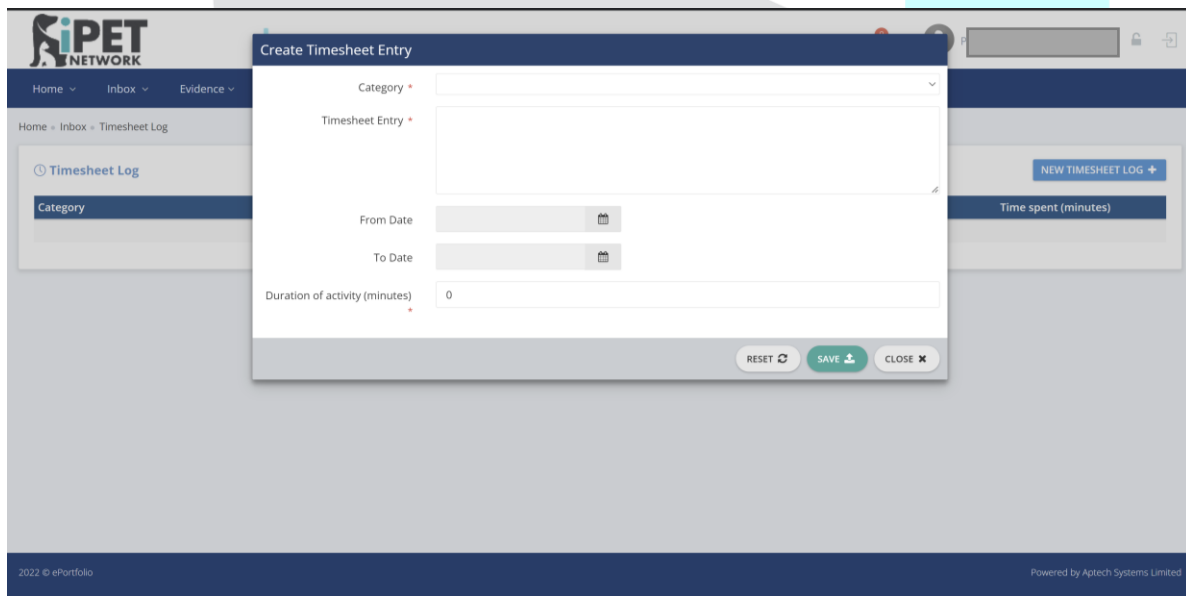 iPET
NETWORK
Create Timesheet Entry
P
Home Inbox Evidence
Category *
Timesheet Entry *
Home Inbox Timesheet Log
Timesheet Log
NEW TIMESHEET LOG +
Category
Time spent (minutes)
From Date
To Date
Duration of activity (minutes)
*
0
RESET SAVE CLOSE
2022 © ePortfolio Powered by Aptech Systems Limited